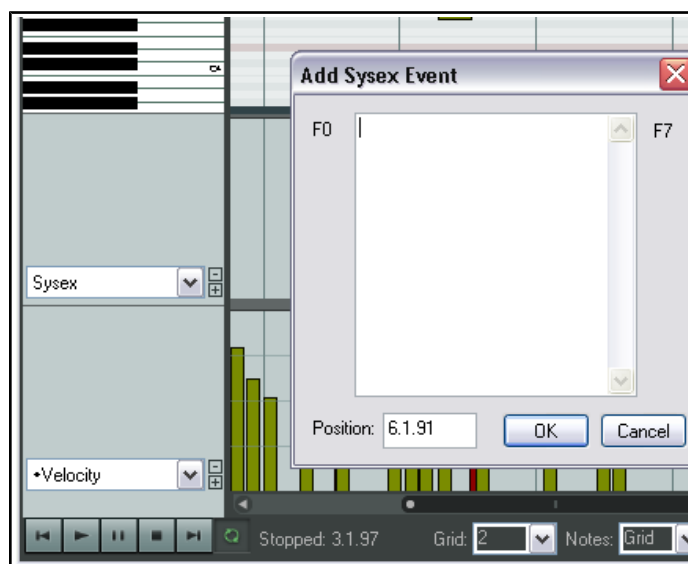 Add Sysex Event
F0
F7
Sysex
Position: 6.1.91 OK Cancel
•Velocity
Stopped: 3.1.97 Grid: 2 Notes: Grid